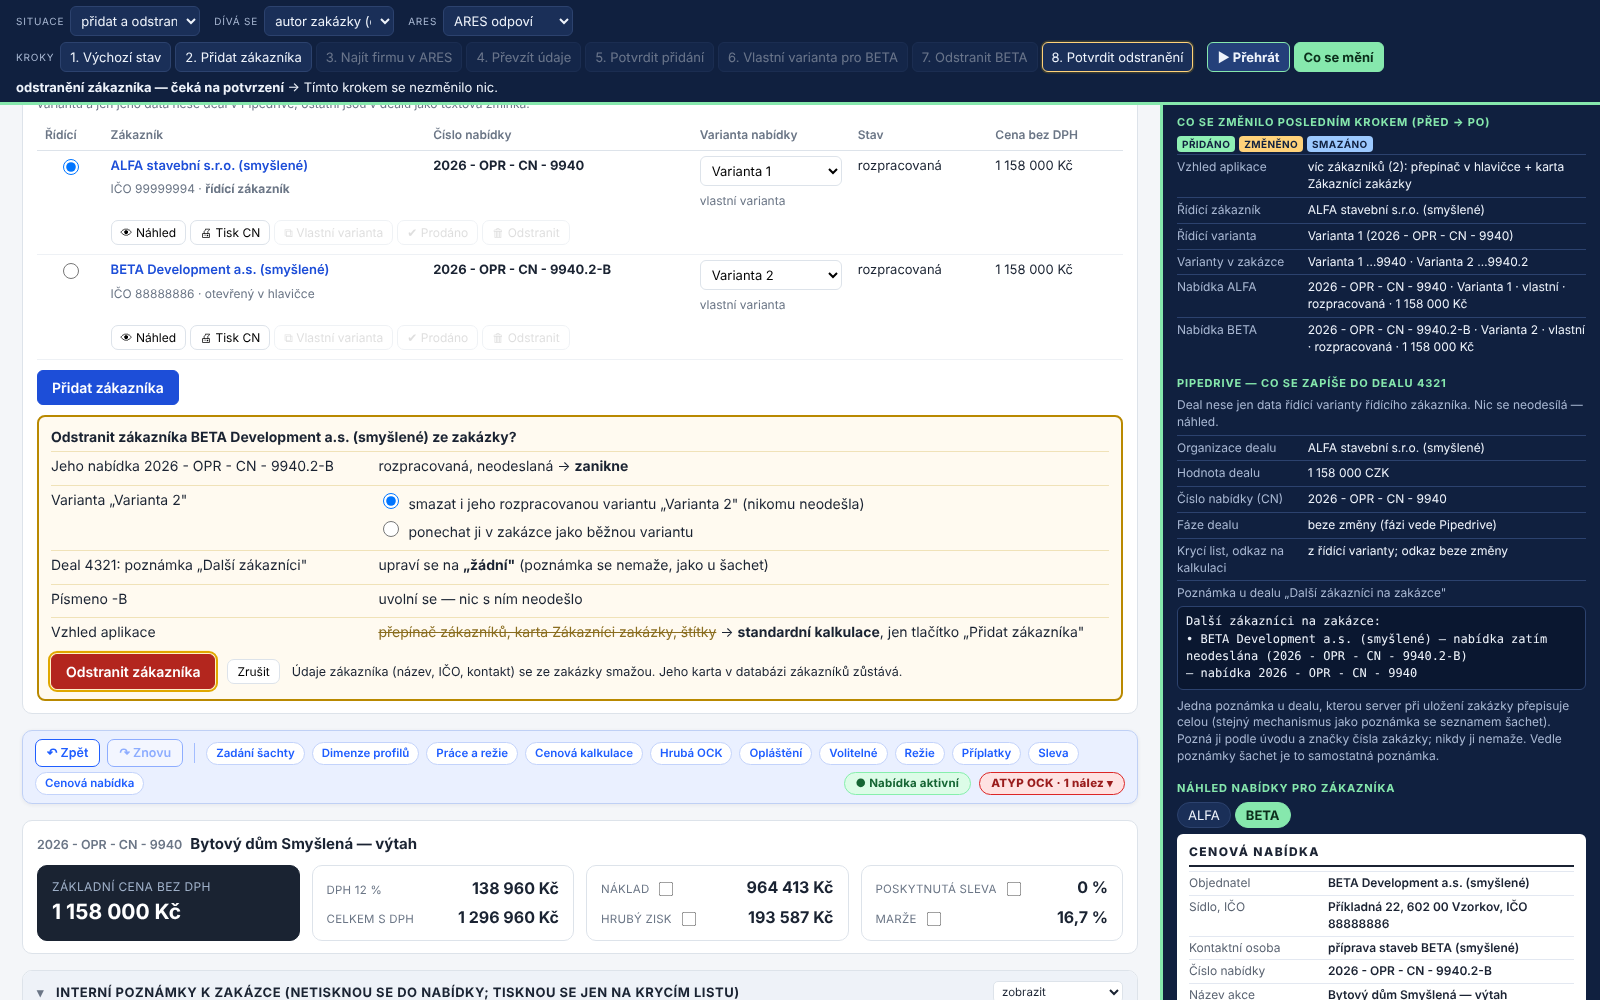 SITUACE přidat a odstran DÍVÁ SE autor zakázky ( ARES ARES odpoví
KROKY 1. Výchozí stav 2. Přidat zákazníka 3. Najít firmu v ARES 4. Převzít údaje 5. Potvrdit přidání 6. Vlastní varianta pro BETA 7. Odstranit BETA 8. Potvrdit odstranění ▶ Přehrát Co se mění
odstranění zákazníka — čeká na potvrzení → Tímto krokem se nezměnilo nic.
Řídící Zákazník Číslo nabídky Varianta nabídky Stav Cena bez DPH
ALFA stavební s.r.o. (smyšlené) 2026 - OPR - CN - 9940 Varianta 1 rozpracovaná 1 158 000 Kč
IČO 99999994 · řídící zákazník vlastní varianta
Náhled Tisk CN Vlastní varianta ✔ Prodáno Odstranit
BETA Development a.s. (smyšlené) 2026 - OPR - CN - 9940.2-B Varianta 2 rozpracovaná 1 158 000 Kč
IČO 88888886 · otevřený v hlavičce vlastní varianta
Náhled Tisk CN Vlastní varianta ✔ Prodáno Odstranit
Přidat zákazníka
Odstranit zákazníka BETA Development a.s. (smyšlené) ze zakázky?
Jeho nabídka 2026 - OPR - CN - 9940.2-B rozpracovaná, neodeslaná → zanikne
Varianta „Varianta 2" smazat i jeho rozpracovanou variantu „Varianta 2" (nikomu neodešla)
ponechat ji v zakázce jako běžnou variantu
Deal 4321: poznámka „Další zákazníci" upraví se na „žádní" (poznámka se nemaže, jako u šachet)
Písmeno -B uvolní se — nic s ním neodešlo
Vzhled aplikace přepínač zákazníků, karta Zákazníci zakázky, štítky → standardní kalkulace, jen tlačítko „Přidat zákazníka"
Odstranit zákazníka Zrušit Údaje zákazníka (název, IČO, kontakt) se ze zakázky smažou. Jeho karta v databázi zákazníků zůstává.
↶ Zpět ↷ Znovu Zadání šachty Dimenze profilů Práce a režie Cenová kalkulace Hrubá OCK Opláštění Volitelné Režie Příplatky Sleva
Cenová nabídka ● Nabídka aktivní ATYP OCK · 1 nález ▾
2026 - OPR - CN - 9940 Bytový dům Smyšlená — výtah
ZÁKLADNÍ CENA BEZ DPH DPH 12 % 138 960 Kč NÁKLAD 964 413 Kč POSKYTNUTÁ SLEVA 0 %
1 158 000 Kč CELKEM S DPH 1 296 960 Kč HRUBÝ ZISK 193 587 Kč MARŽE 16,7 %
▼ INTERNÍ POZNÁMKY K ZAKÁZCE (NETISKNOU SE DO NABÍDKY; TISKNOU SE JEN NA KRYCÍM LISTU) zobrazit
CO SE ZMĚNILO POSLEDNÍM KROKEM (PŘED → PO)
PŘIDÁNO ZMĚNĚNO SMAZÁNO
Vzhled aplikace víc zákazníků (2): přepínač v hlavičce + karta
Zákazníci zakázky
Řídící zákazník ALFA stavební s.r.o. (smyšlené)
Řídící varianta Varianta 1 (2026 - OPR - CN - 9940)
Varianty v zakázce Varianta 1 …9940 · Varianta 2 …9940.2
Nabídka ALFA 2026 - OPR - CN - 9940 · Varianta 1 · vlastní ·
rozpracovaná · 1 158 000 Kč
Nabídka BETA 2026 - OPR - CN - 9940.2-B · Varianta 2 · vlastní
· rozpracovaná · 1 158 000 Kč
PIPEDRIVE — CO SE ZAPÍŠE DO DEALU 4321
Deal nese jen data řídící varianty řídícího zákazníka. Nic se neodesílá —
náhled.
Organizace dealu ALFA stavební s.r.o. (smyšlené)
Hodnota dealu 1 158 000 CZK
Číslo nabídky (CN) 2026 - OPR - CN - 9940
Fáze dealu beze změny (fázi vede Pipedrive)
Krycí list, odkaz na z řídící varianty; odkaz beze změny
kalkulaci
Poznámka u dealu „Další zákazníci na zakázce"
Další zákazníci na zakázce:
• BETA Development a.s. (smyšlené) — nabídka zatím
neodeslána (2026 - OPR - CN - 9940.2-B)
— nabídka 2026 - OPR - CN - 9940
Jedna poznámka u dealu, kterou server při uložení zakázky přepisuje
celou (stejný mechanismus jako poznámka se seznamem šachet).
Pozná ji podle úvodu a značky čísla zakázky; nikdy ji nemaže. Vedle
poznámky šachet je to samostatná poznámka.
NÁHLED NABÍDKY PRO ZÁKAZNÍKA
ALFA BETA
CENOVÁ NABÍDKA
Objednatel BETA Development a.s. (smyšlené)
Sídlo, IČO Příkladná 22, 602 00 Vzorkov, IČO
88888886
Kontaktní osoba příprava staveb BETA (smyšlené)
Číslo nabídky 2026 - OPR - CN - 9940.2-B
Název akce Bytový dům Smyšlená — výtah